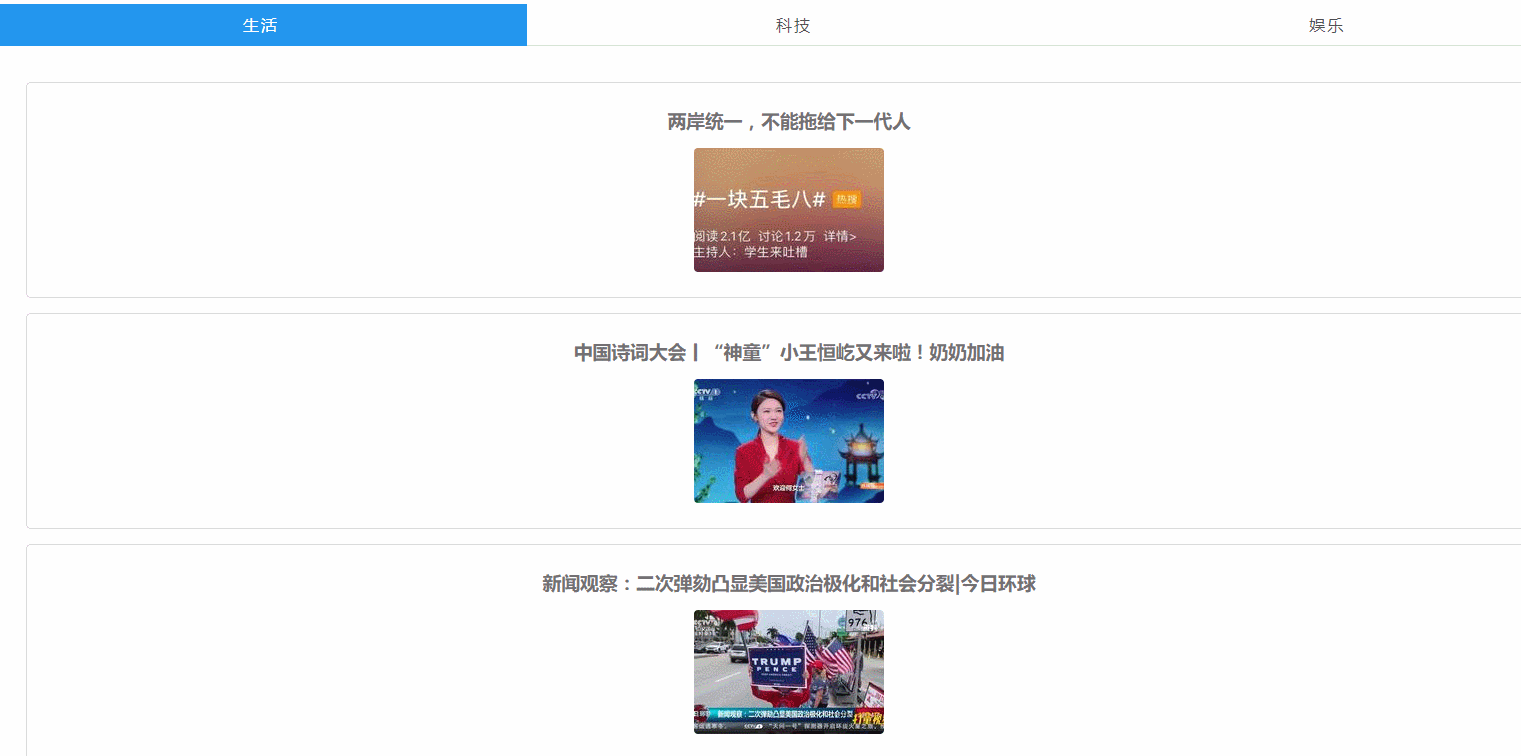 生活
科技
娱乐
两岸统一，不能拖给下一代人
#一块五毛八# 热搜
阅读2.1亿 讨论1.2万 详情>
主持人：学生来吐槽
中国诗词大会丨“神童”小王恒屹又来啦！奶奶加油
CCTV 1
CCTV
欢迎何女士
新闻观察：二次弹劾凸显美国政治极化和社会分裂|今日环球
CCTV
976
TRUMP
PENCE
新闻观察：二次弹劾凸显美国政治极化和社会分裂
CCTV